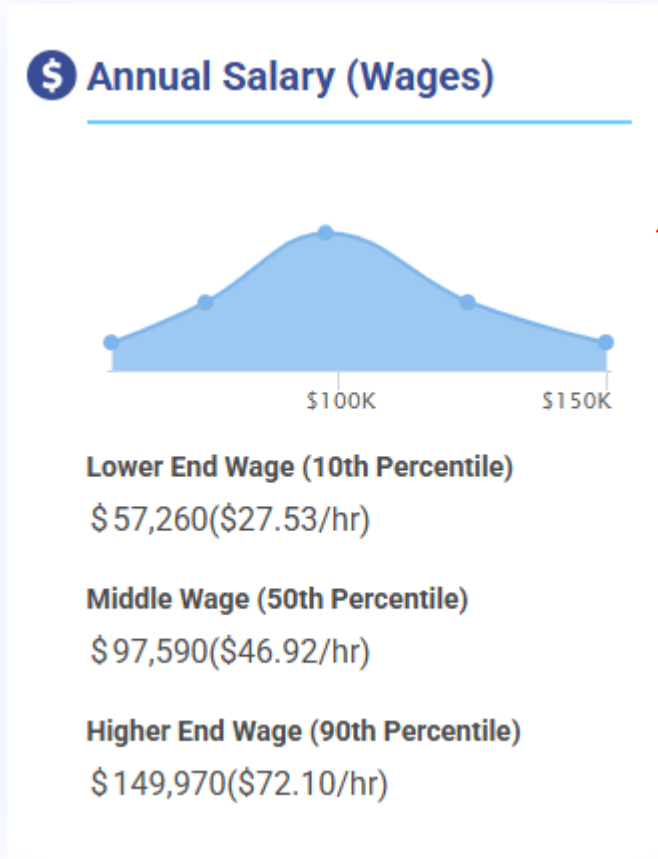 $ Annual Salary (Wages)
$100K $150K
Lower End Wage (10th Percentile)
$57,260($27.53/hr)
Middle Wage (50th Percentile)
$97,590($46.92/hr)
Higher End Wage (90th Percentile)
$149,970($72.10/hr)